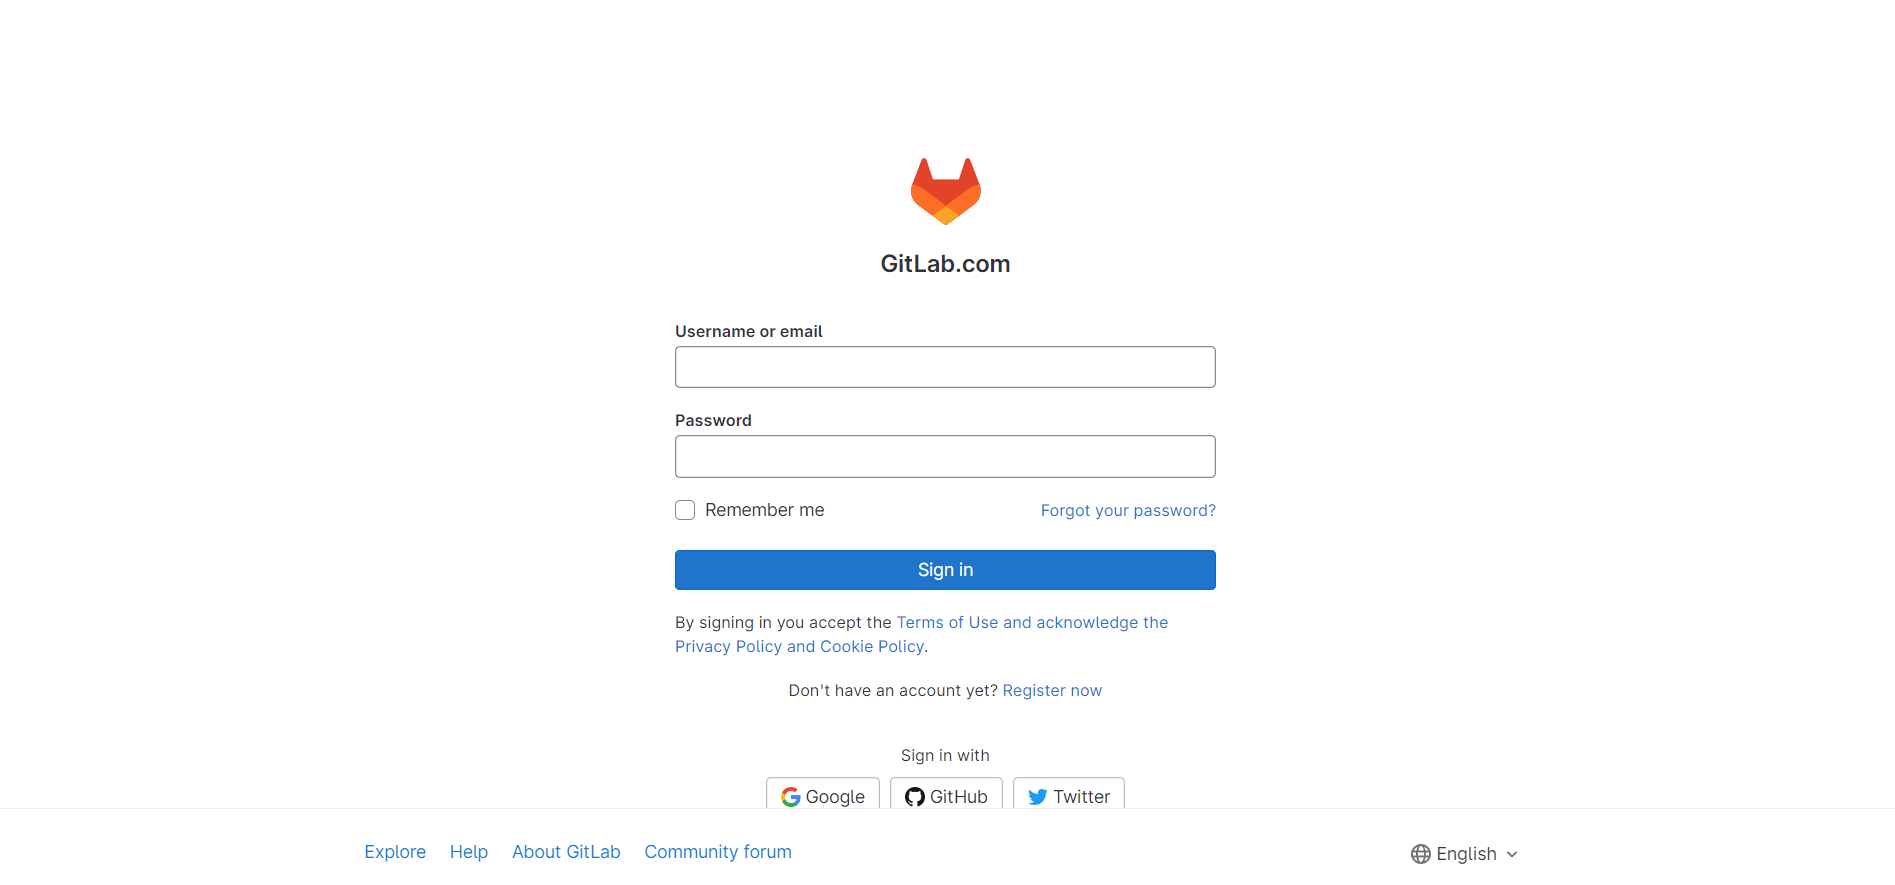 GitLab.com
Username or email
Password
Remember me
Forgot your password?
Sign in
By signing in you accept the Terms of Use and acknowledge the
Privacy Policy and Cookie Policy.
Don't have an account yet? Register now
Sign in with
Google
GitHub
Twitter
Explore
Help
About GitLab
Community forum
English